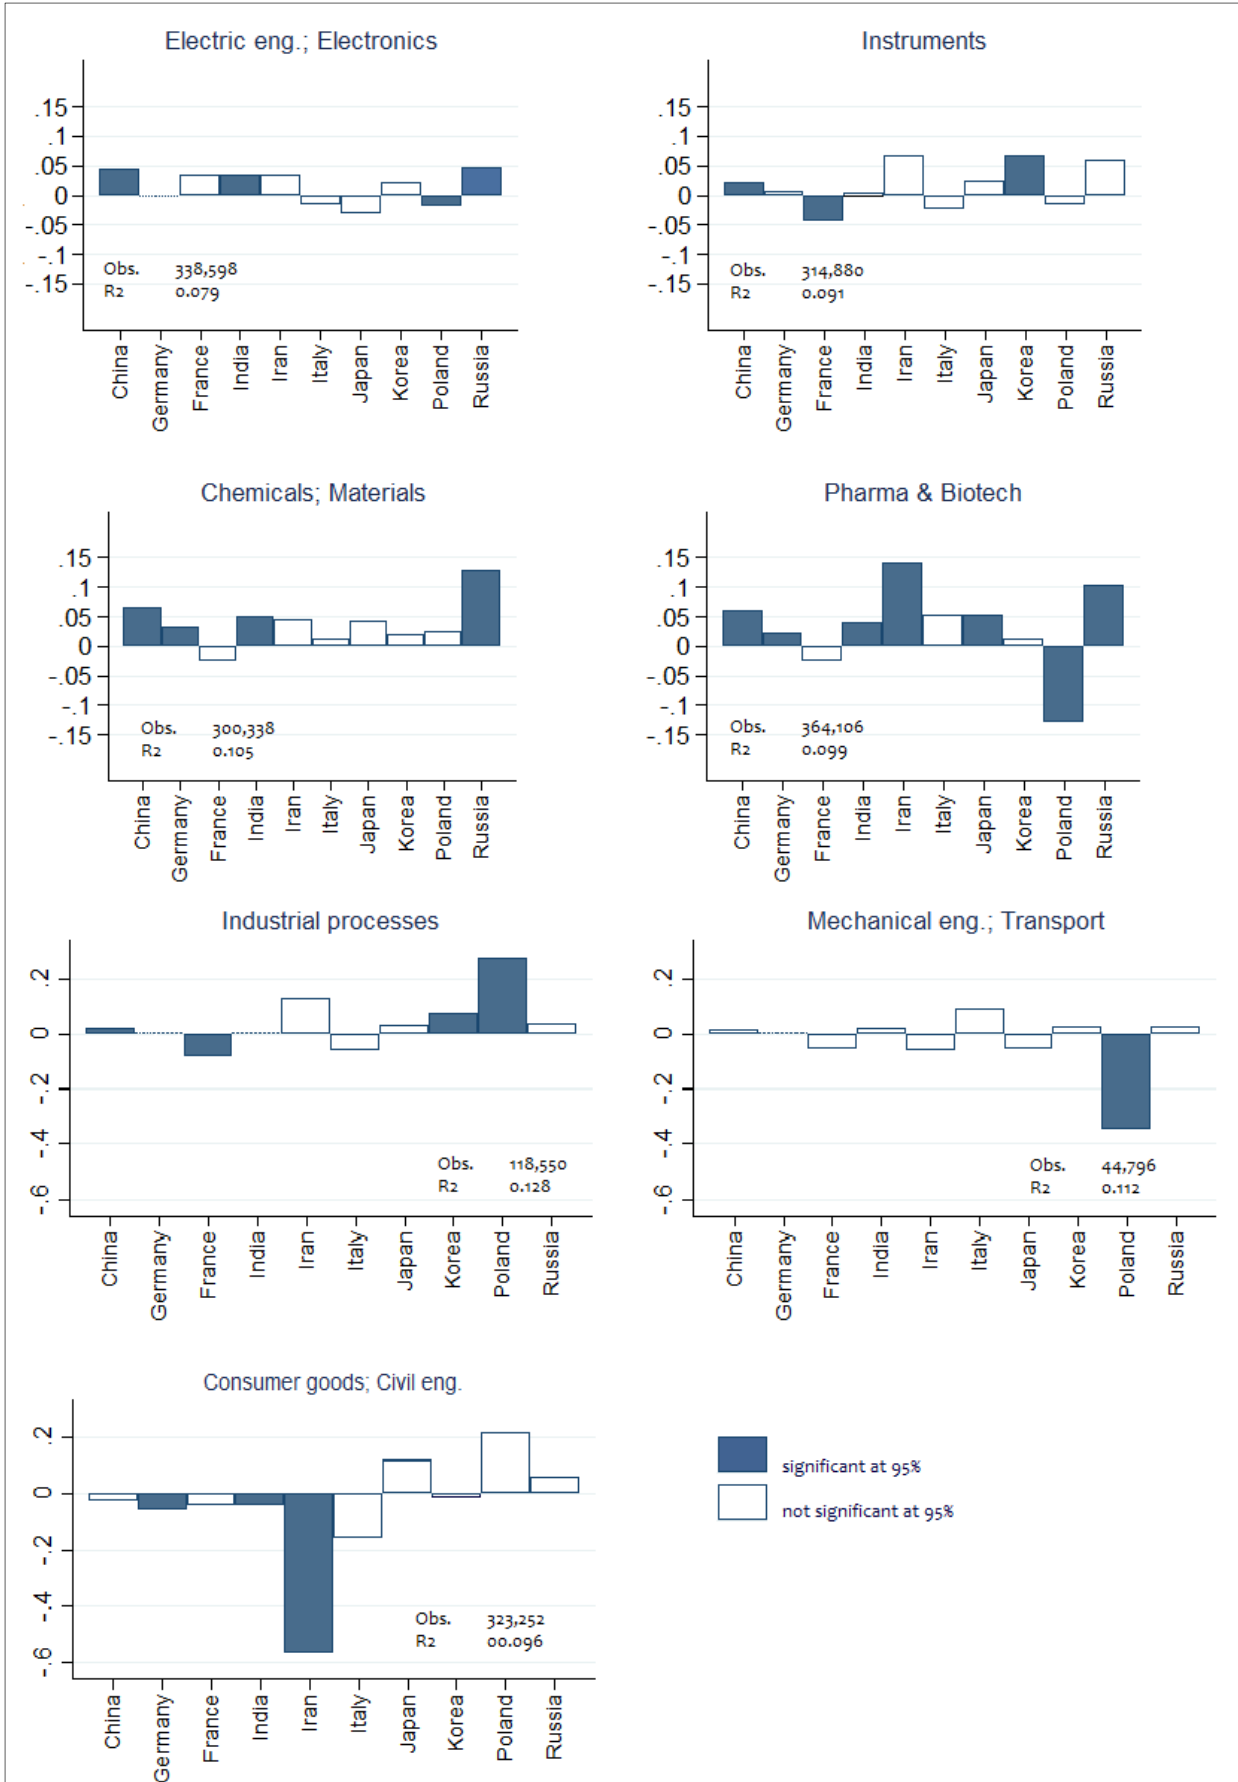 Electric eng.; Electronics
.15
.1
.05
0
-.05
-.1
-.15
Obs. 338,598
R2 0.079
China
Germany
France
India
Iran
Italy
Japan
Korea
Poland
Russia
Instruments
.15
.1
.05
0
-.05
-.1
-.15
Obs. 314,880
R2 0.091
China
Germany
France
India
Iran
Italy
Japan
Korea
Poland
Russia
Chemicals; Materials
.15
.1
.05
0
-.05
-.1
-.15
Obs. 300,338
R2 0.105
China
Germany
France
India
Iran
Italy
Japan
Korea
Poland
Russia
Pharma & Biotech
.15
.1
.05
0
-.05
-.1
-.15
Obs. 364,106
R2 0.099
China
Germany
France
India
Iran
Italy
Japan
Korea
Poland
Russia
Industrial processes
.2
0
-.2
-.4
-.6
Obs. 118,550
R2 0.128
China
Germany
France
India
Iran
Italy
Japan
Korea
Poland
Russia
Mechanical eng.; Transport
.2
0
-.2
-.4
-.6
Obs. 44,796
R2 0.112
China
Germany
France
India
Iran
Italy
Japan
Korea
Poland
Russia
Consumer goods; Civil eng.
.2
0
-.2
-.4
-.6
Obs. 323,252
R2 00.096
China
Germany
France
India
Iran
Italy
Japan
Korea
Poland
Russia
significant at 95%
not significant at 95%